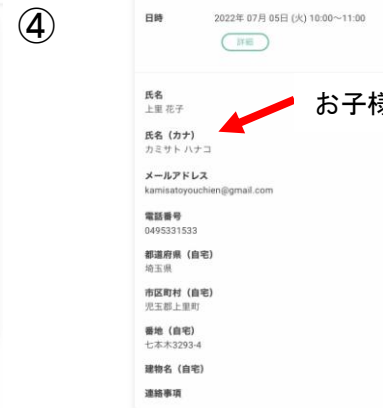 ④
日時 2022年 07月 05日 (火) 10:00～11:00
詳細
氏名
上里 花子
お子様
氏名（カナ）
カミサト ハナコ
メールアドレス
kamisatoyouchien@gmail.com
電話番号
0495331533
都道府県（自宅）
埼玉県
市区町村（自宅）
児玉郡上里町
番地（自宅）
七本木3293-4
建物名（自宅）
連絡事項